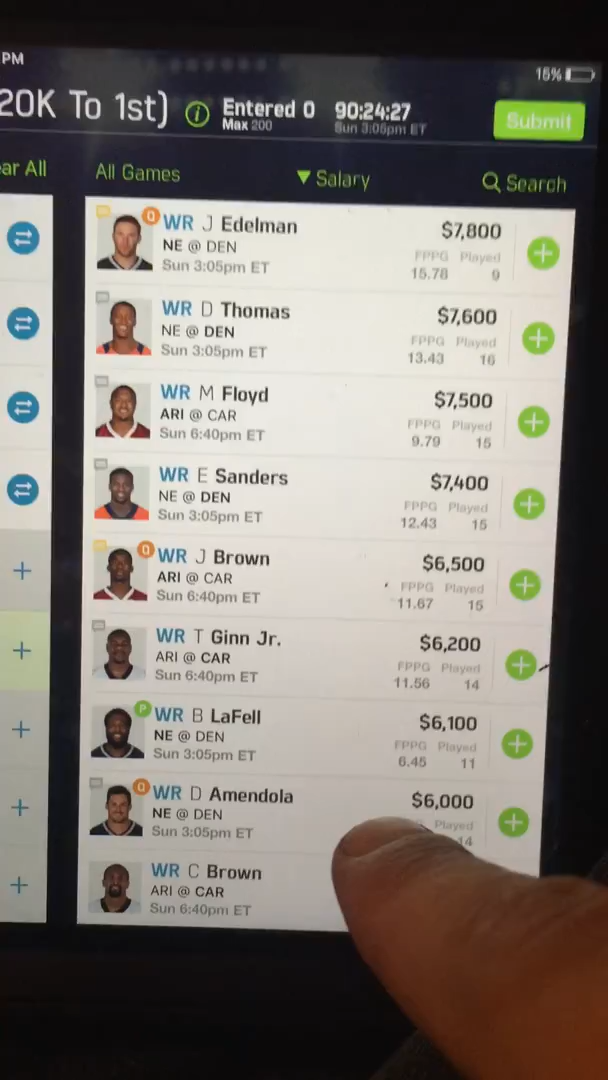 PM
15%
20K To 1st) i Entered 0 90:24:27 Submit
Max 200 Sun 3:05pm ET
ear All All Games ▼ Salary Search
Q WR J Edelman $7,800
NE @ DEN FPPG Played
Sun 3:05pm ET 15.78 9
WR D Thomas $7,600
NE @ DEN FPPG Played
Sun 3:05pm ET 13.43 16
WR M Floyd $7,500
ARI @ CAR FPPG Played
Sun 6:40pm ET 9.79 15
WR E Sanders $7,400
NE @ DEN FPPG Played
Sun 3:05pm ET 12.43 15
Q WR J Brown $6,500
ARI @ CAR FPPG Played
Sun 6:40pm ET 11.67 15
WR T Ginn Jr. $6,200
ARI @ CAR FPPG Played
Sun 6:40pm ET 11.56 14
P WR B LaFell $6,100
NE @ DEN FPPG Played
Sun 3:05pm ET 6.45 11
Q WR D Amendola $6,000
NE @ DEN Played
Sun 3:05pm ET 14
WR C Brown
ARI @ CAR
Sun 6:40pm ET